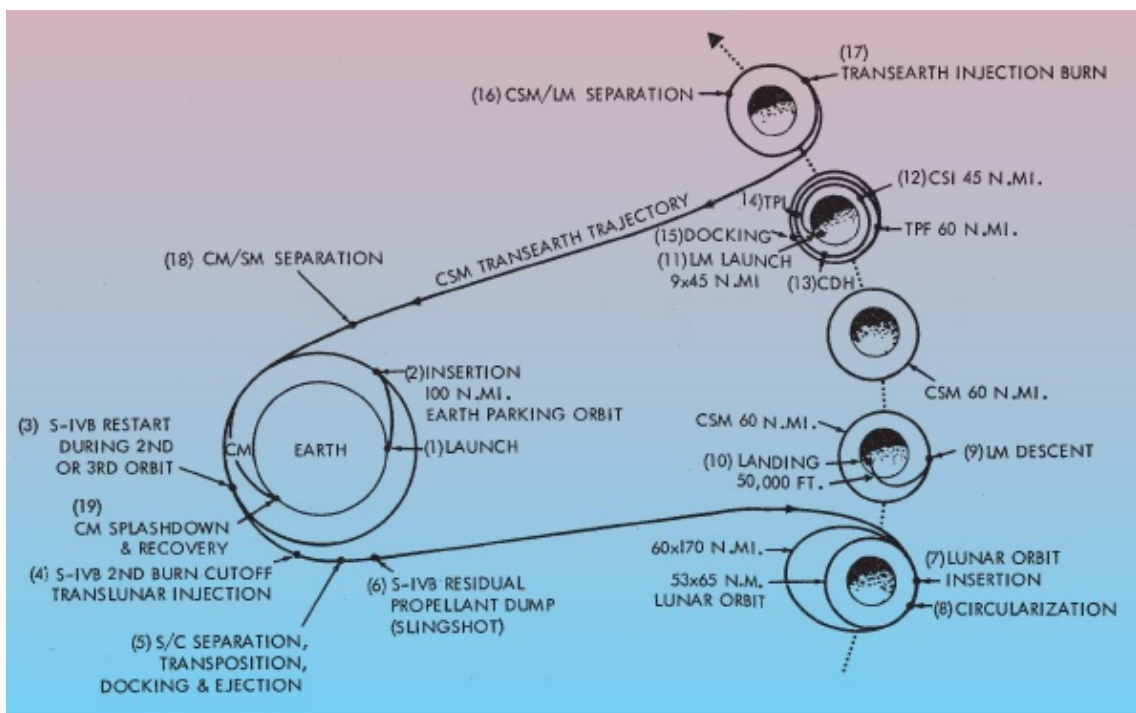 (17)
TRANSEARTH INJECTION BURN
(16) CSM/LM SEPARATION
(12) CSI 45 N.MI.
14)TPI
TPF 60 N.MI.
(15)DOCKING
(11) LM LAUNCH
9x45 N.MI
(13) CDH
CSM TRANSEARTH TRAJECTORY
(18) CM/SM SEPARATION
CSM 60 N.MI.
(2) INSERTION
100 N.MI.
EARTH PARKING ORBIT
(1) LAUNCH
EARTH
CM
(3) S-IVB RESTART
DURING 2ND
OR 3RD ORBIT
(19)
CM SPLASHDOWN
& RECOVERY
(4) S-IVB 2ND BURN CUTOFF
TRANSLUNAR INJECTION
(5) S/C SEPARATION,
TRANSPOSITION,
DOCKING & EJECTION
(6) S-IVB RESIDUAL
PROPELLANT DUMP
(SLINGSHOT)
CSM 60 N.MI.
(10) LANDING
50,000 FT.
(9) LM DESCENT
60x170 N.MI.
53x65 N.M.
LUNAR ORBIT
(7) LUNAR ORBIT
INSERTION
(8) CIRCULARIZATION